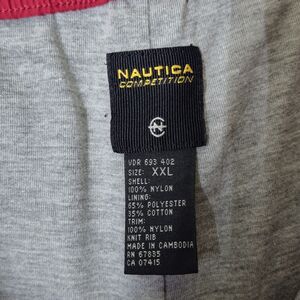 NAUTICA
COMPETITION
VDR 693 402
SIZE: XXL
SHELL:
100% NYLON
LINING:
65% POLYESTER
35% COTTON
TRIM:
100% NYLON
KNIT RIB
MADE IN CAMBODIA
RN 67835
CA 07415